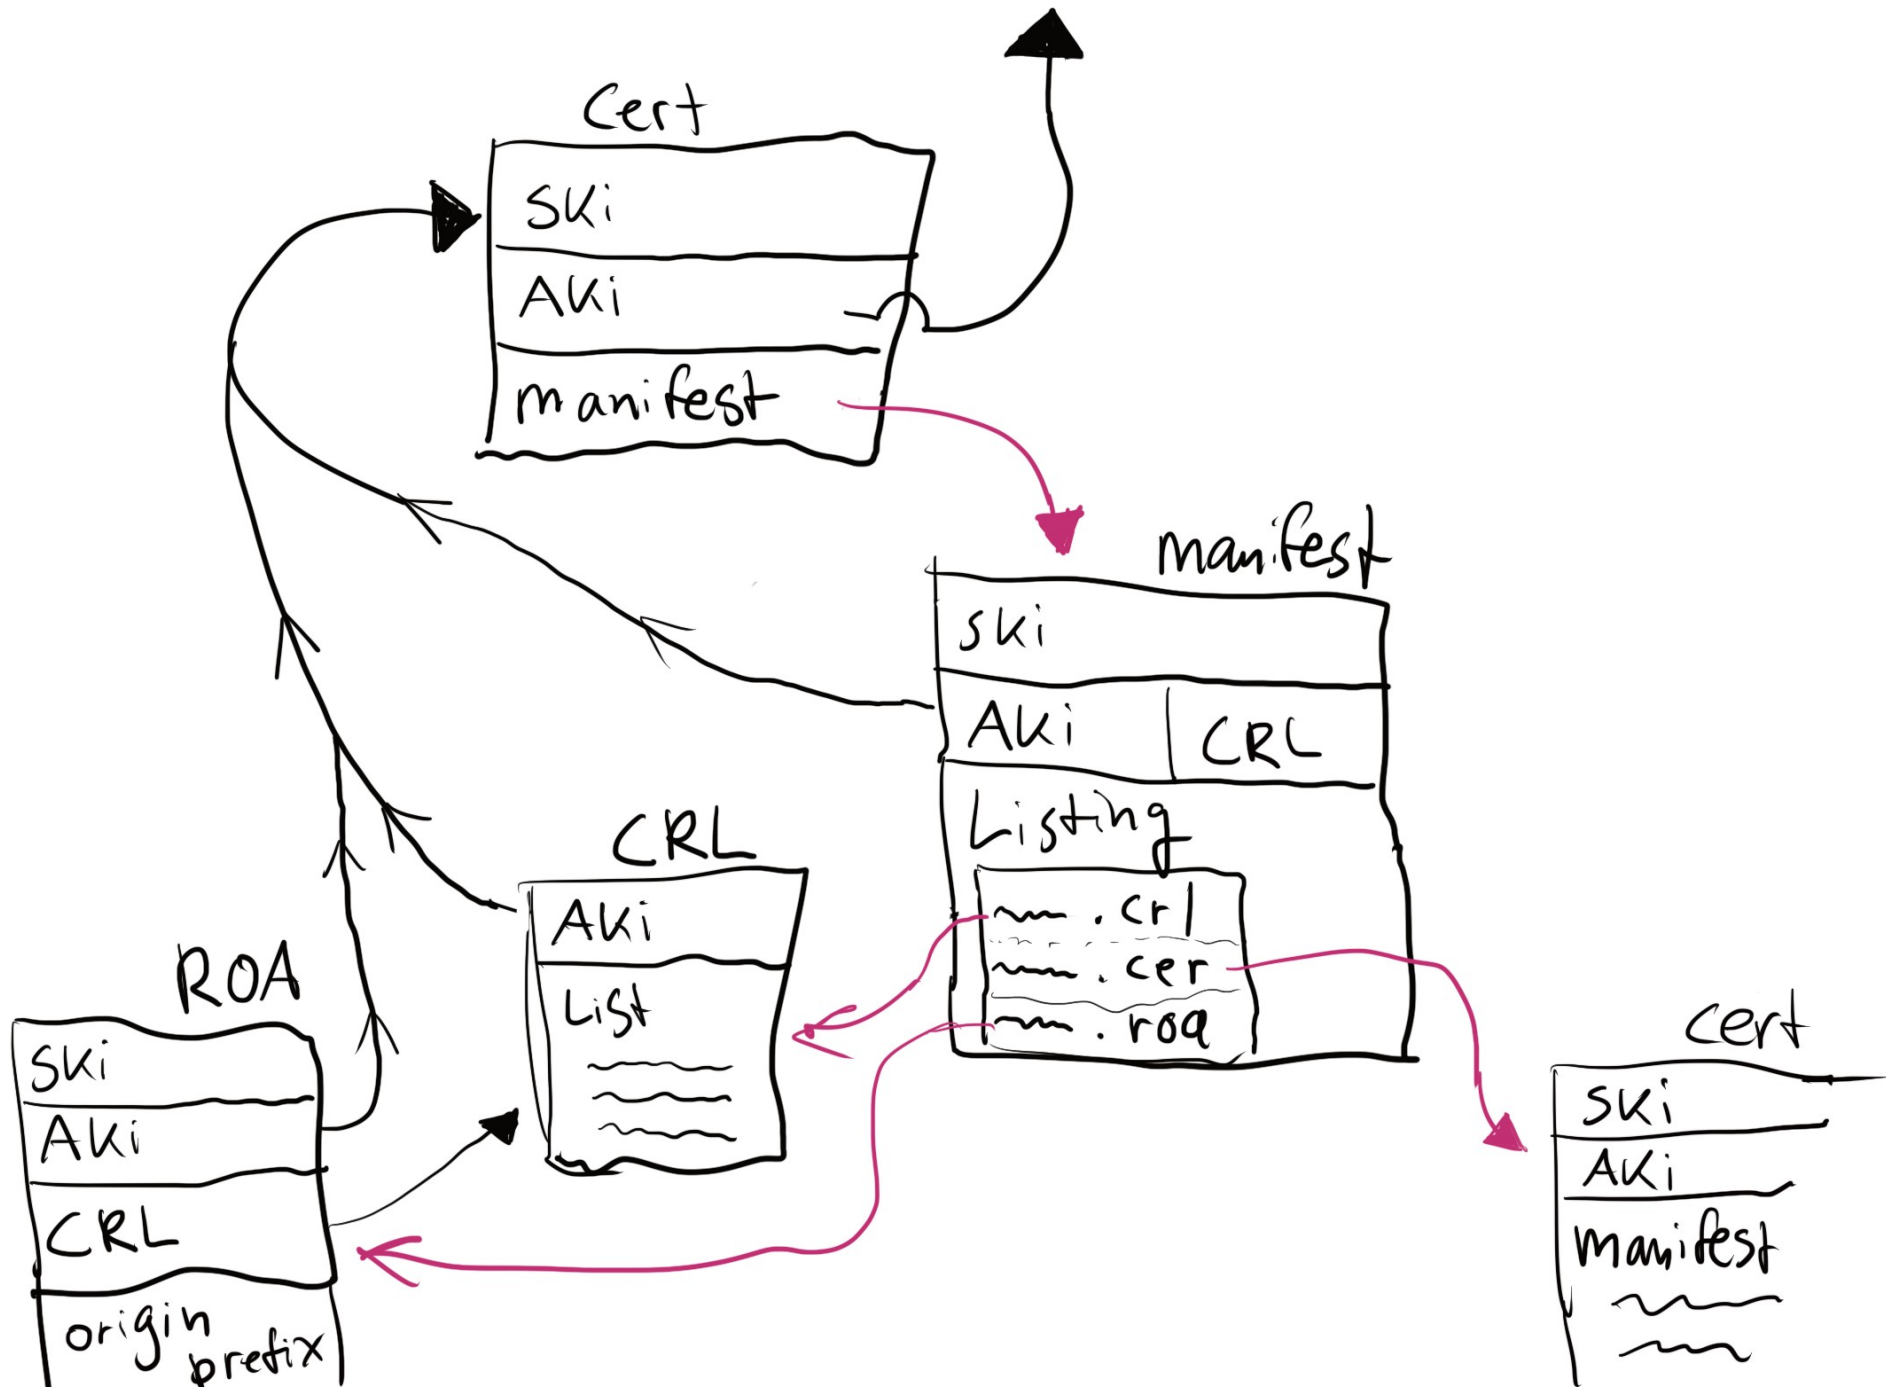 Cert
SKi
AKi
manifest
manifest
SKi
AKi CRL
Listing
.crl
.cer
.roa
CRL
AKi
List
ROA
SKi
AKi
CRL
origin
prefix
Cert
SKi
AKi
manifest